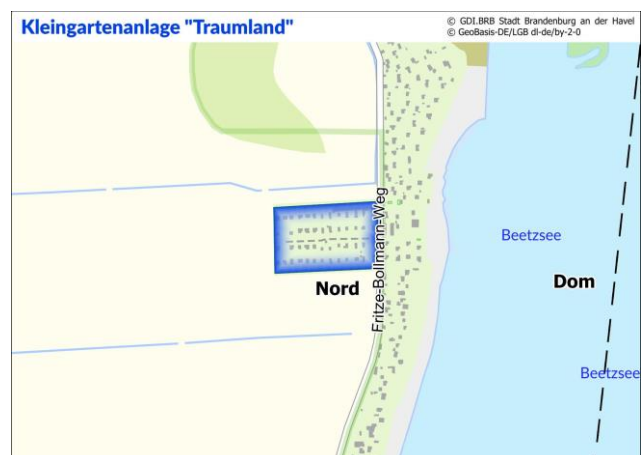 Kleingartenanlage "Traumland"
© GDI.BRB Stadt Brandenburg an der Havel
© GeoBasis-DE/LGB dl-de/by-2-0
Fritze-Bollmann-Weg
Beetzsee
Nord
Dom
Beetzsee